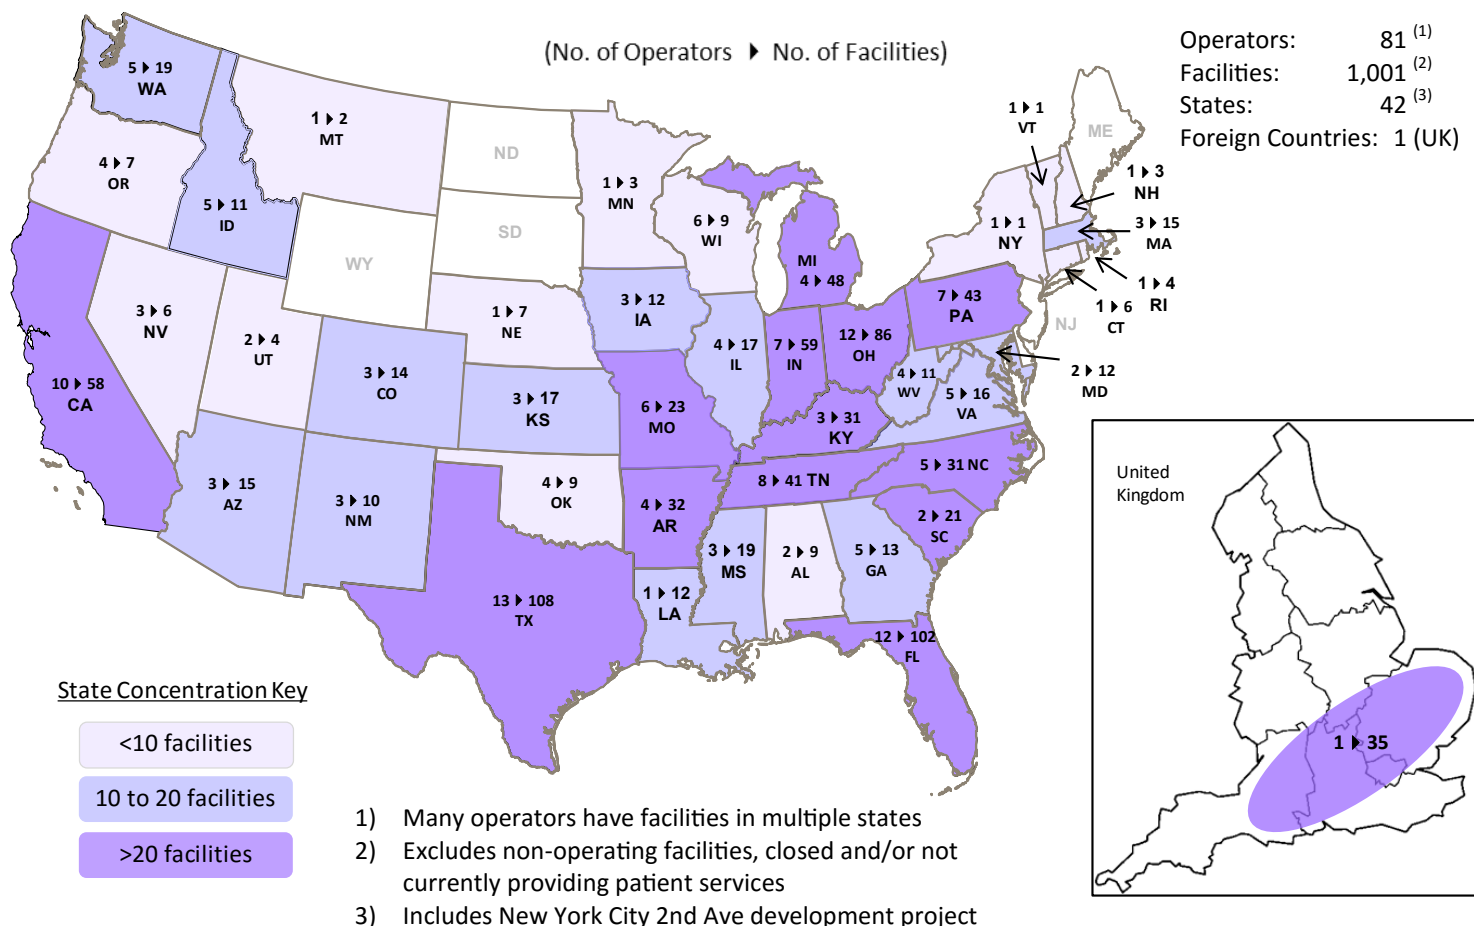 (No. of Operators ▶ No. of Facilities)
Operators: 81 (1)
Facilities: 1,001 (2)
States: 42 (3)
Foreign Countries: 1 (UK)
5 ▶ 19
WA
1 ▶ 2
MT
ND
1 ▶ 1
VT
ME
4 ▶ 7
OR
5 ▶ 11
ID
1 ▶ 3
MN
1 ▶ 3
NH
SD
6 ▶ 9
WI
1 ▶ 1
NY
3 ▶ 15
MA
WY
MI
4 ▶ 48
1 ▶ 4
RI
1 ▶ 6
CT
3 ▶ 6
NV
2 ▶ 4
UT
1 ▶ 7
NE
3 ▶ 12
IA
7 ▶ 43
PA
NJ
4 ▶ 17
IL
7 ▶ 59
IN
12 ▶ 86
OH
2 ▶ 12
MD
10 ▶ 58
CA
3 ▶ 14
CO
3 ▶ 17
KS
6 ▶ 23
MO
3 ▶ 31
KY
4 ▶ 11
WV
5 ▶ 16
VA
3 ▶ 15
AZ
3 ▶ 10
NM
4 ▶ 9
OK
4 ▶ 32
AR
8 ▶ 41 TN
5 ▶ 31 NC
2 ▶ 21
SC
3 ▶ 19
MS
2 ▶ 9
AL
5 ▶ 13
GA
13 ▶ 108
TX
1 ▶ 12
LA
12 ▶ 102
FL
United
Kingdom
1 ▶ 35
State Concentration Key
<10 facilities
10 to 20 facilities
>20 facilities
1) Many operators have facilities in multiple states
2) Excludes non-operating facilities, closed and/or not
currently providing patient services
3) Includes New York City 2nd Ave development project